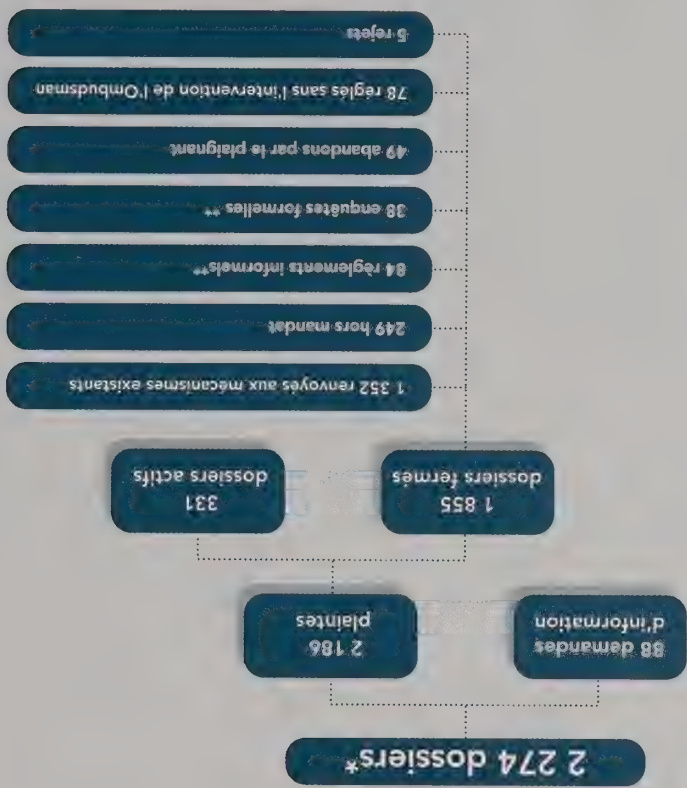 2 274 dossiers*
88 demandes
d'information
2 186
plaintes
1 855
dossiers fermés
331
dossiers actifs
1 352 renvoyés aux mécanismes existants
249 hors mandat
84 règlements informels**
38 enquêtes formelles **
49 abandons par le plaignant
78 réglés sans l'intervention de l'Ombudsman
5 rejets